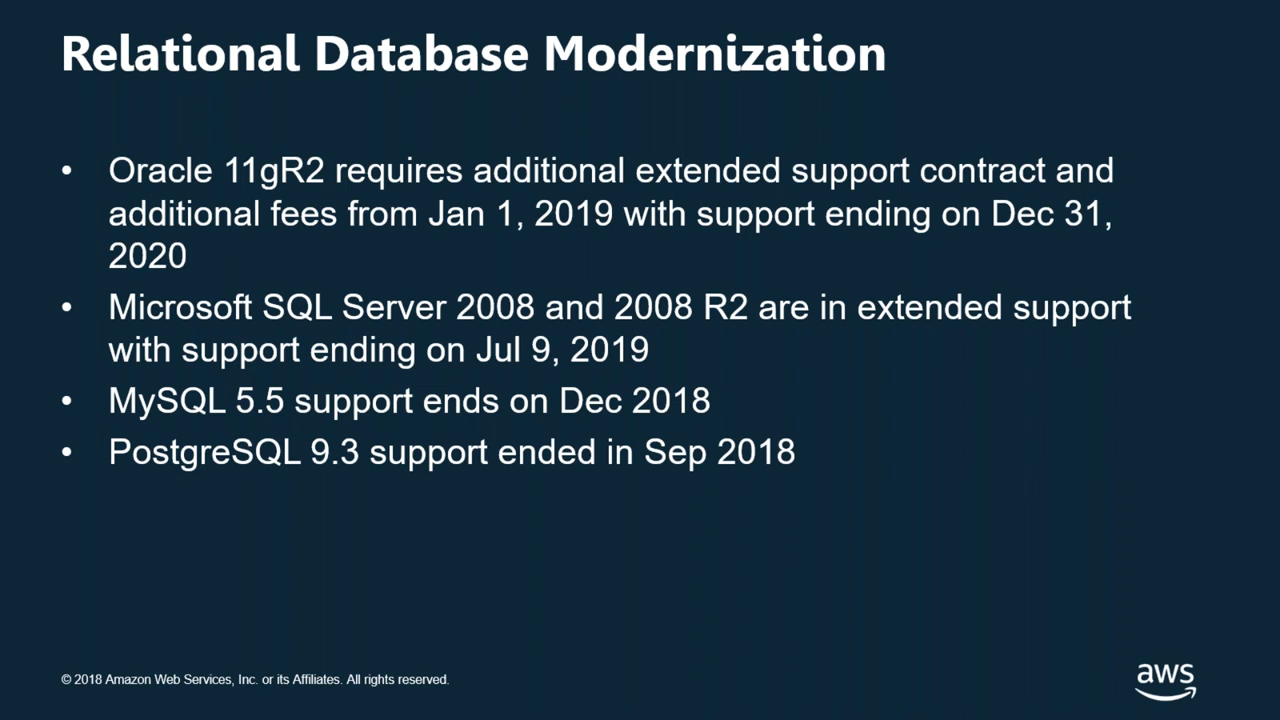 Relational Database Modernization
• Oracle 11gR2 requires additional extended support contract and
additional fees from Jan 1, 2019 with support ending on Dec 31,
2020
• Microsoft SQL Server 2008 and 2008 R2 are in extended support
with support ending on Jul 9, 2019
• MySQL 5.5 support ends on Dec 2018
• PostgreSQL 9.3 support ended in Sep 2018
© 2018 Amazon Web Services, Inc. or its Affiliates. All rights reserved.
aws